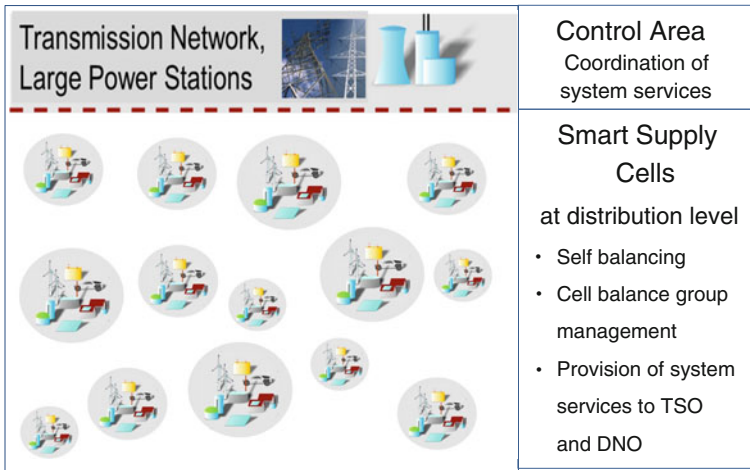 Transmission Network,
Large Power Stations
Control Area
Coordination of
system services
Smart Supply
Cells
at distribution level
• Self balancing
• Cell balance group
management
• Provision of system
services to TSO
and DNO